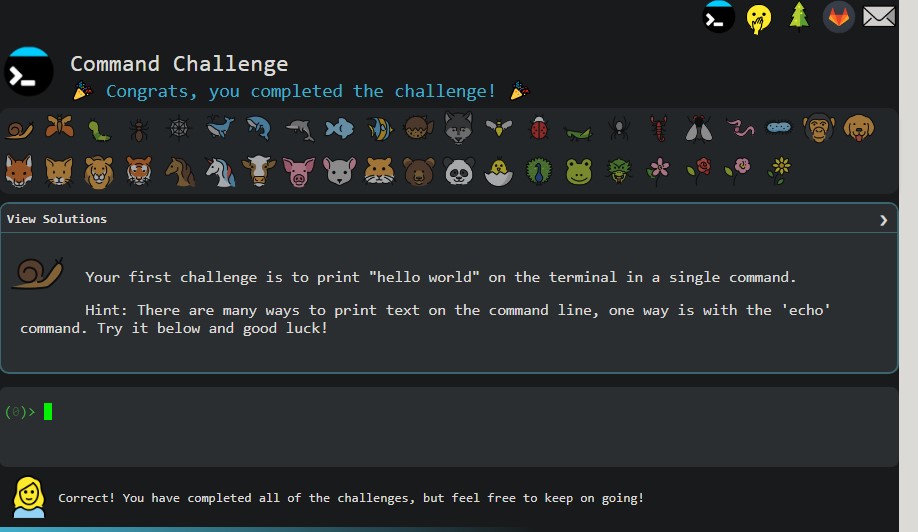 Command Challenge
Congrats, you completed the challenge!
View Solutions
Your first challenge is to print "hello world" on the terminal in a single command.
Hint: There are many ways to print text on the command line, one way is with the 'echo'
command. Try it below and good luck!
(0)>
Correct! You have completed all of the challenges, but feel free to keep on going!